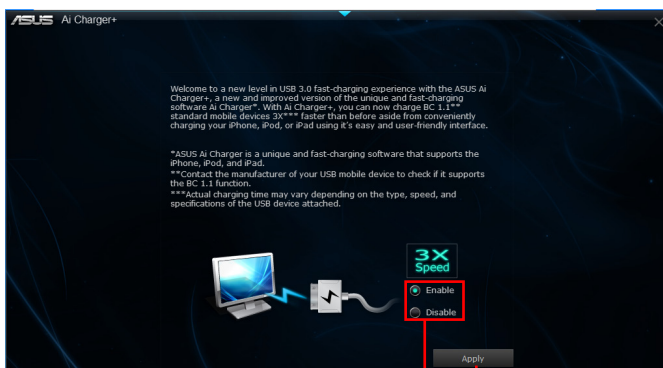 ASUS Ai Charger+
Welcome to a new level in USB 3.0 fast-charging experience with the ASUS Ai
Charger+, a new and improved version of the unique and fast-charging
software Ai Charger*. With Ai Charger+, you can now charge BC 1.1**
standard mobile devices 3X*** faster than before aside from conveniently
charging your iPhone, iPod, or iPad using it's easy and user-friendly interface.
*ASUS Ai Charger is a unique and fast-charging software that supports the
iPhone, iPod, and iPad.
**Contact the manufacturer of your USB mobile device to check if it supports
the BC 1.1 function.
***Actual charging time may vary depending on the type, speed, and
specifications of the USB device attached.
3X
Speed
Enable
Disable
Apply